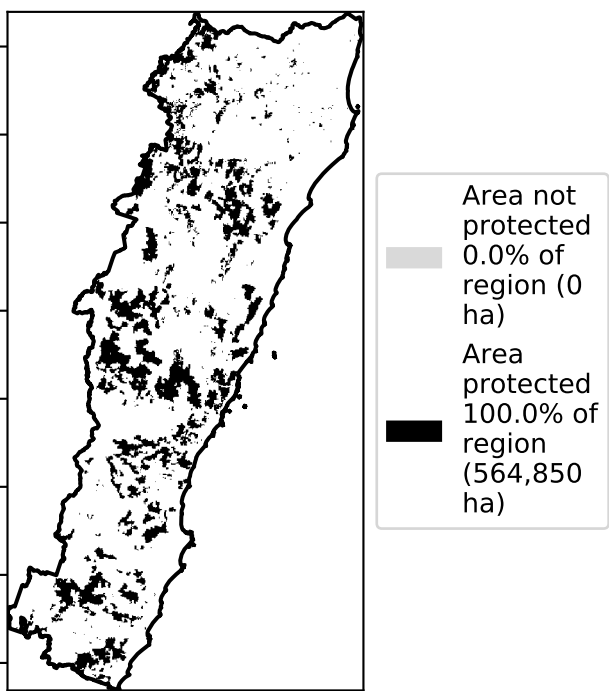 Area not
protected
0.0% of
region (0
ha)
Area
protected
100.0% of
region
(564,850
ha)